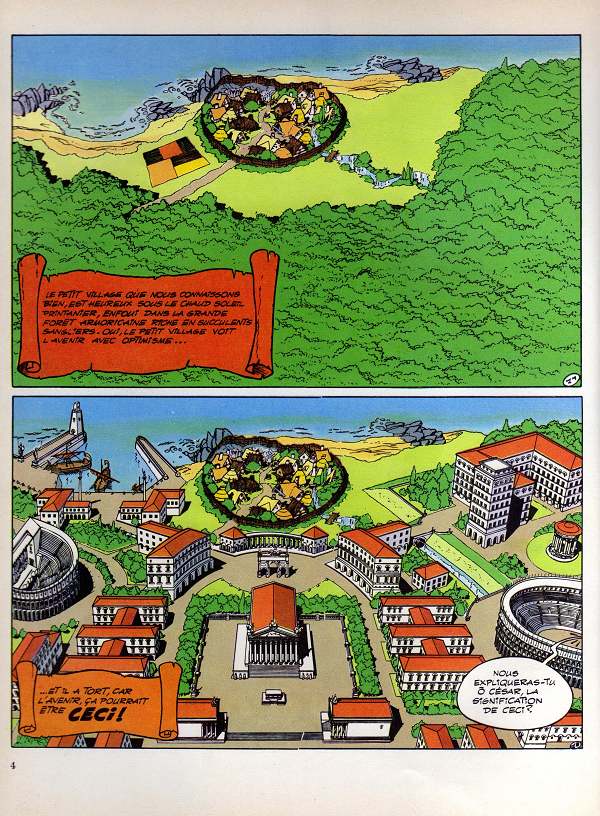 LE PETIT VILLAGE QUE NOUS CONNAISSONS
BIEN, EST HEUREUX SOUS LE CHAUD SOLEIL
PRINTANIER, ENFOUI DANS LA GRANDE
FORÊT ARMORICAINE RICHE EN SUCCULENTS
SANGLIERS. OUI, LE PETIT VILLAGE VOIT
L'AVENIR AVEC OPTIMISME...
...ET IL A TORT, CAR
L'AVENIR, ÇA POURRAIT
ÊTRE CECI!
NOUS
EXPLIQUERAS-TU
Ô CÉSAR, LA
SIGNIFICATION
DE CECI?
4